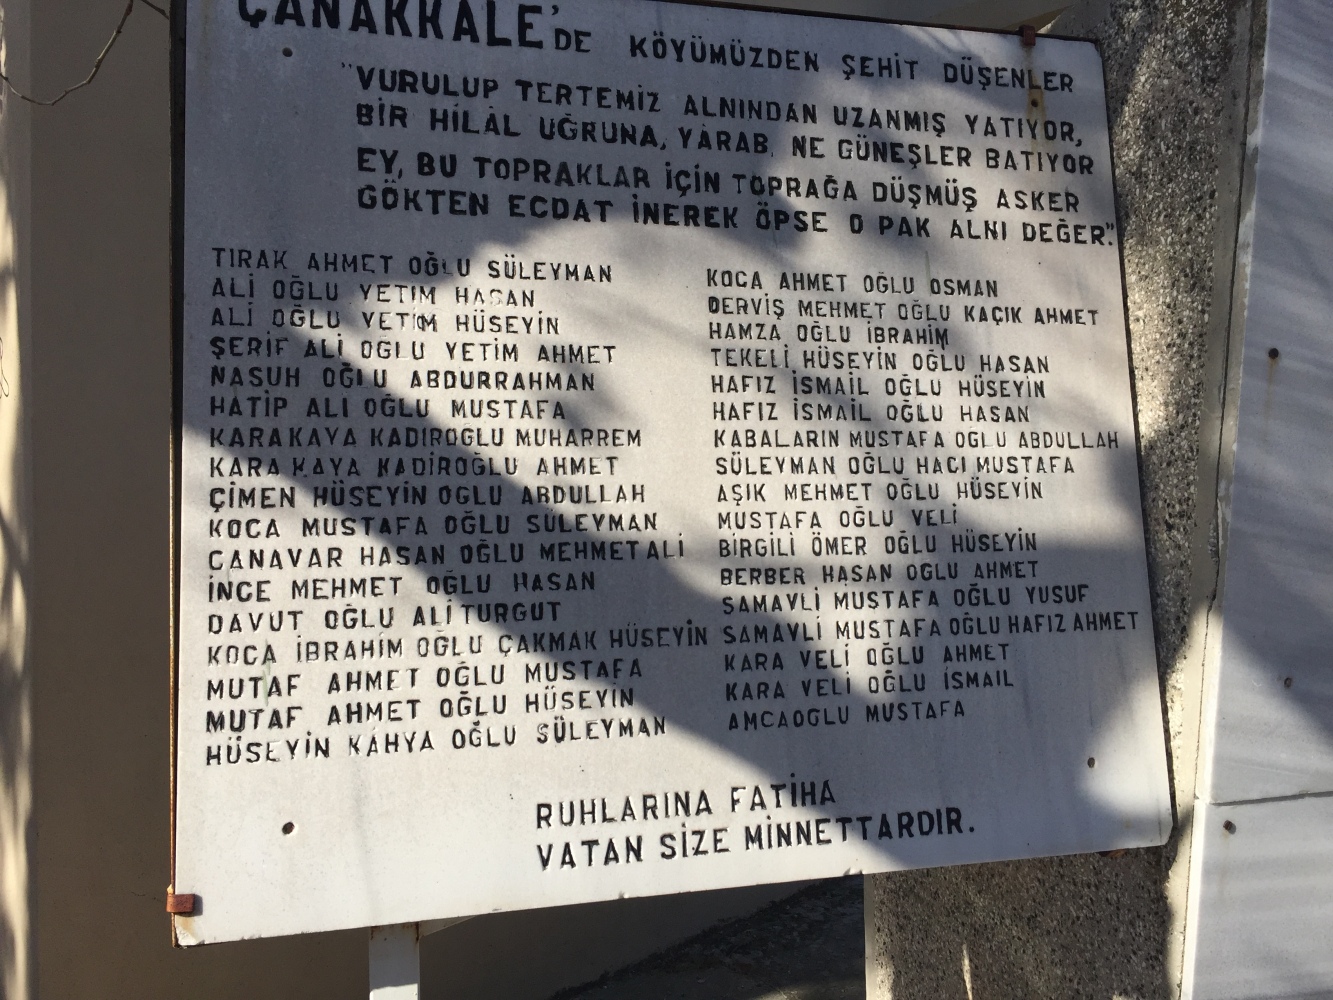 ÇANAKKALE'DE KÖYÜMÜZDEN ŞEHİT DÜŞENLER
"VURULUP TERTEMİZ ALNINDAN UZANMIŞ YATIYOR,
BİR HİLÂL UĞRUNA, YARAB, NE GÜNEŞLER BATIYOR
EY, BU TOPRAKLAR İÇİN TOPRAĞA DÜŞMÜŞ ASKER
GÖKTEN ECDAT İNEREK ÖPSE O PAK ALNI DEĞER."
TIRAK AHMET OĞLU SÜLEYMAN
ALİ OĞLU YETİM HASAN
ALİ OĞLU YETİM HÜSEYİN
ŞERİF ALİ OĞLU YETİM AHMET
NASUH OĞLU ABDURRAHMAN
HATİP ALI OĞLU MUSTAFA
KARAKAYA KADIROĞLU MUHARREM
KARA KAYA KADİROĞLU AHMET
ÇİMEN HÜSEYİN OĞLU ABDULLAH
KOCA MUSTAFA OĞLU SÜLEYMAN
CANAVAR HASAN OĞLU MEHMET ALİ
İNCE MEHMET OĞLU HASAN
DAVUT OĞLU ALİ TURGUT
KOCA İBRAHİM OĞLU ÇAKMAK HÜSEYİN
MUTAF AHMET OĞLU MUSTAFA
MUTAF AHMET OĞLU HÜSEYİN
HÜSEYİN KAHYA OĞLU SÜLEYMAN
KOCA AHMET OĞLU OSMAN
DERVİŞ MEHMET OĞLU KAÇIK AHMET
HAMZA OĞLU İBRAHİM
TEKELİ HÜSEYİN OĞLU HASAN
HAFIZ İSMAİL OĞLU HÜSEYİN
HAFIZ İSMAİL OĞLU HASAN
KABALARIN MUSTAFA OĞLU ABDULLAH
SÜLEYMAN OĞLU HACI MUSTAFA
AŞIK MEHMET OĞLU HÜSEYİN
MUSTAFA OĞLU VELİ
BİRGİLİ ÖMER OĞLU HÜSEYİN
BERBER HASAN OĞLU AHMET
SAMAVLİ MUSTAFA OĞLU YUSUF
SAMAVLİ MUSTAFA OĞLU HAFIZ AHMET
KARA VELİ OĞLU AHMET
KARA VELİ OĞLU İSMAİL
AMCAOĞLU MUSTAFA
RUHLARINA FATİHA
VATAN SİZE MİNNETTARDIR.